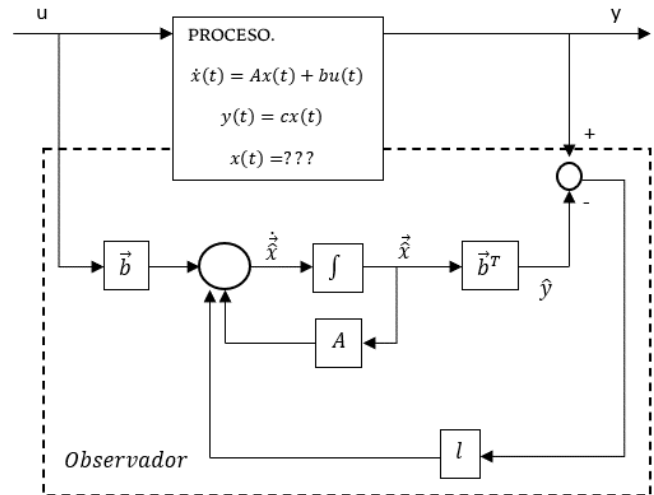 u
y
PROCESO.
ẋ(t) = Ax(t) + bu(t)
y(t) = cx(t)
x(t) =???
+
-
b⃗
ẋ̂⃗
∫
x̂⃗
b⃗ᵀ
ŷ
A
l
Observador